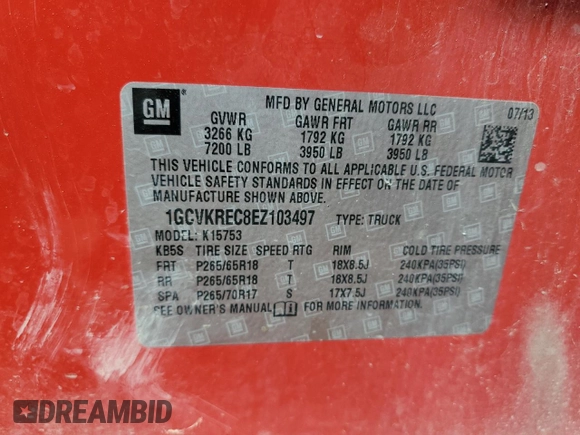 GM ®
MFD BY GENERAL MOTORS LLC 07/13
GVWR GAWR FRT GAWR RR
3266 KG 1792 KG 1792 KG
7200 LB 3950 LB 3950 LB
THIS VEHICLE CONFORMS TO ALL APPLICABLE U.S. FEDERAL MOTOR
VEHICLE SAFETY STANDARDS IN EFFECT ON THE DATE OF
MANUFACTURE SHOWN ABOVE.
1GCVKREC8EZ103497 TYPE: TRUCK
MODEL: K15753
KB5S TIRE SIZE SPEED RTG RIM COLD TIRE PRESSURE
FRT P265/65R18 T 18X8.5J 240KPA(35PSI)
RR P265/65R18 T 18X8.5J 240KPA(35PSI)
SPA P265/70R17 S 17X7.5J 240KPA(35PSI)
SEE OWNER'S MANUAL FOR MORE INFORMATION.
DREAMBID